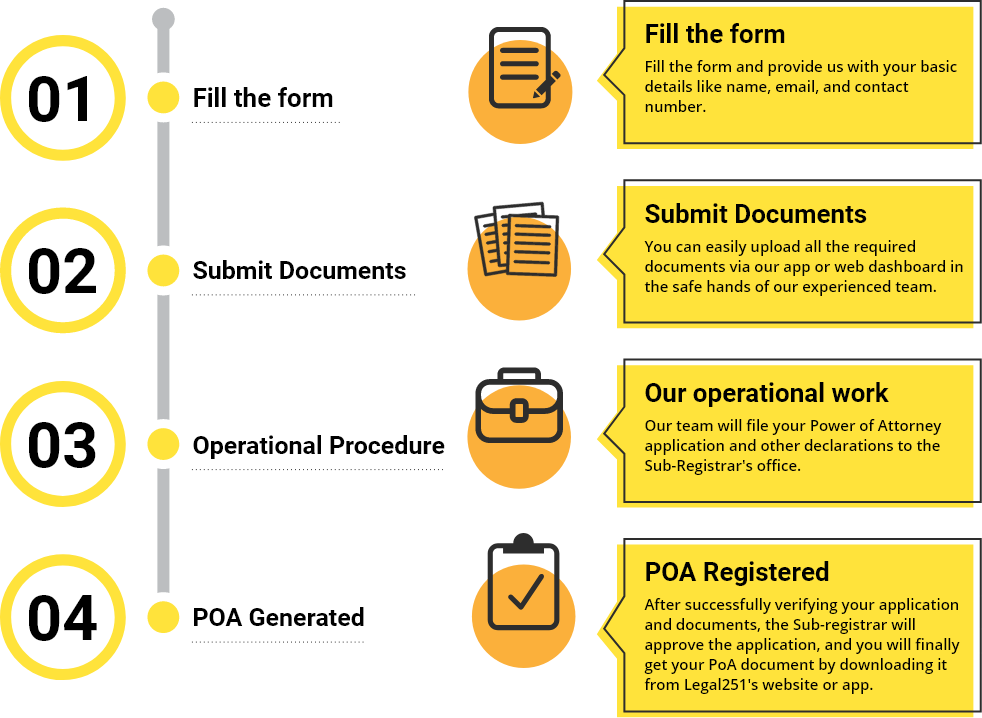 01
Fill the form
Fill the form
Fill the form and provide us with your basic
details like name, email, and contact
number.
02
Submit Documents
Submit Documents
You can easily upload all the required
documents via our app or web dashboard in
the safe hands of our experienced team.
03
Operational Procedure
Our operational work
Our team will file your Power of Attorney
application and other declarations to the
Sub-Registrar's office.
04
POA Generated
POA Registered
After successfully verifying your application
and documents, the Sub-registrar will
approve the application, and you will finally
get your PoA document by downloading it
from Legal251's website or app.